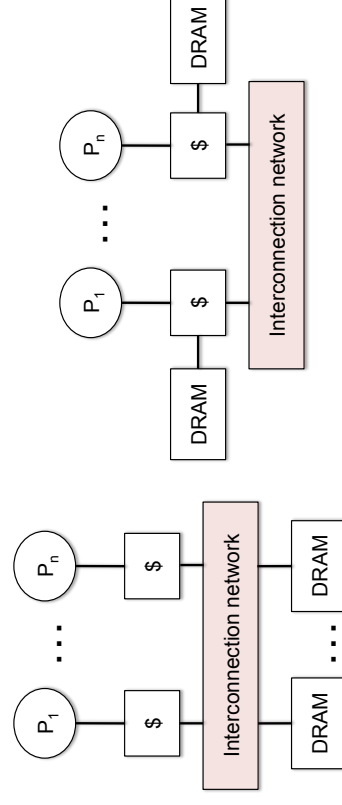 P1 ... Pn
$ $
Interconnection network
DRAM ... DRAM
P1 ... Pn
DRAM $ $ DRAM
Interconnection network